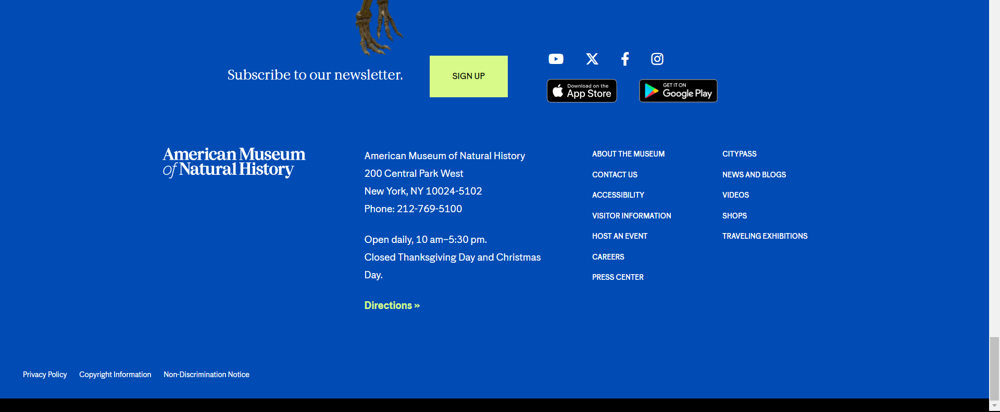 Subscribe to our newsletter.
SIGN UP
Download on the
App Store
GET IT ON
Google Play
American Museum
of Natural History
American Museum of Natural History
200 Central Park West
New York, NY 10024-5102
Phone: 212-769-5100
Open daily, 10 am–5:30 pm.
Closed Thanksgiving Day and Christmas
Day.
Directions »
ABOUT THE MUSEUM
CONTACT US
ACCESSIBILITY
VISITOR INFORMATION
HOST AN EVENT
CAREERS
PRESS CENTER
CITYPASS
NEWS AND BLOGS
VIDEOS
SHOPS
TRAVELING EXHIBITIONS
Privacy Policy
Copyright Information
Non-Discrimination Notice